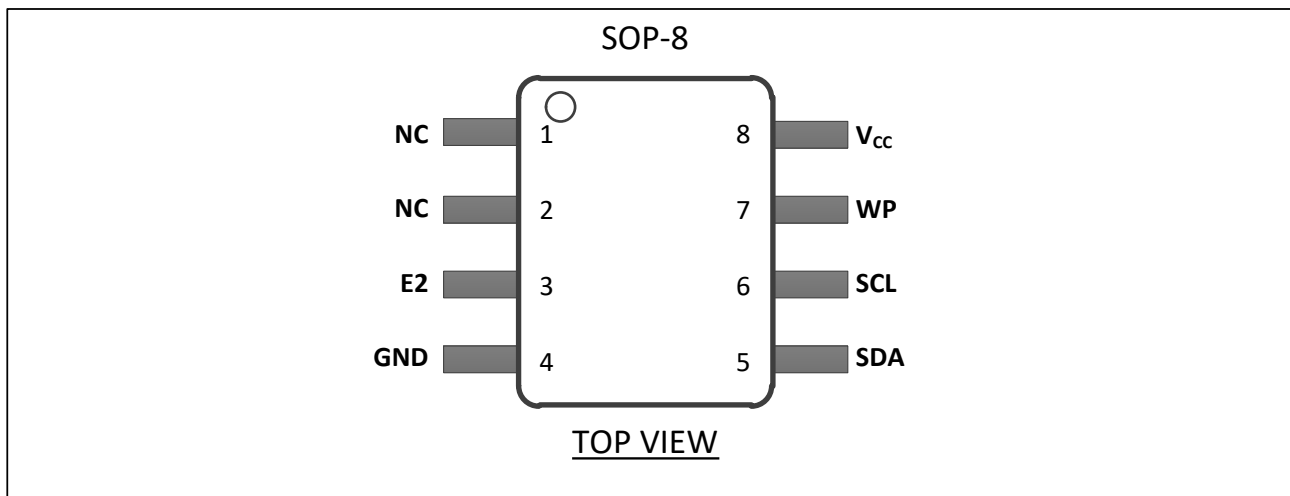 SOP-8
NC 1 8 VCC
NC 2 7 WP
E2 3 6 SCL
GND 4 5 SDA
TOP VIEW